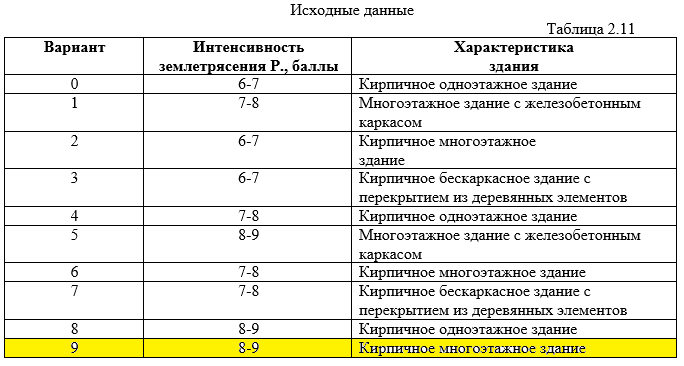 Исходные данные
Таблица 2.11
Вариант Интенсивность Характеристика
землетрясения Р., баллы здания
0 6-7 Кирпичное одноэтажное здание
1 7-8 Многоэтажное здание с железобетонным
каркасом
2 6-7 Кирпичное многоэтажное
здание
3 6-7 Кирпичное бескаркасное здание с
перекрытием из деревянных элементов
4 7-8 Кирпичное одноэтажное здание
5 8-9 Многоэтажное здание с железобетонным
каркасом
6 7-8 Кирпичное многоэтажное здание
7 7-8 Кирпичное бескаркасное здание с
перекрытием из деревянных элементов
8 8-9 Кирпичное одноэтажное здание
9 8-9 Кирпичное многоэтажное здание